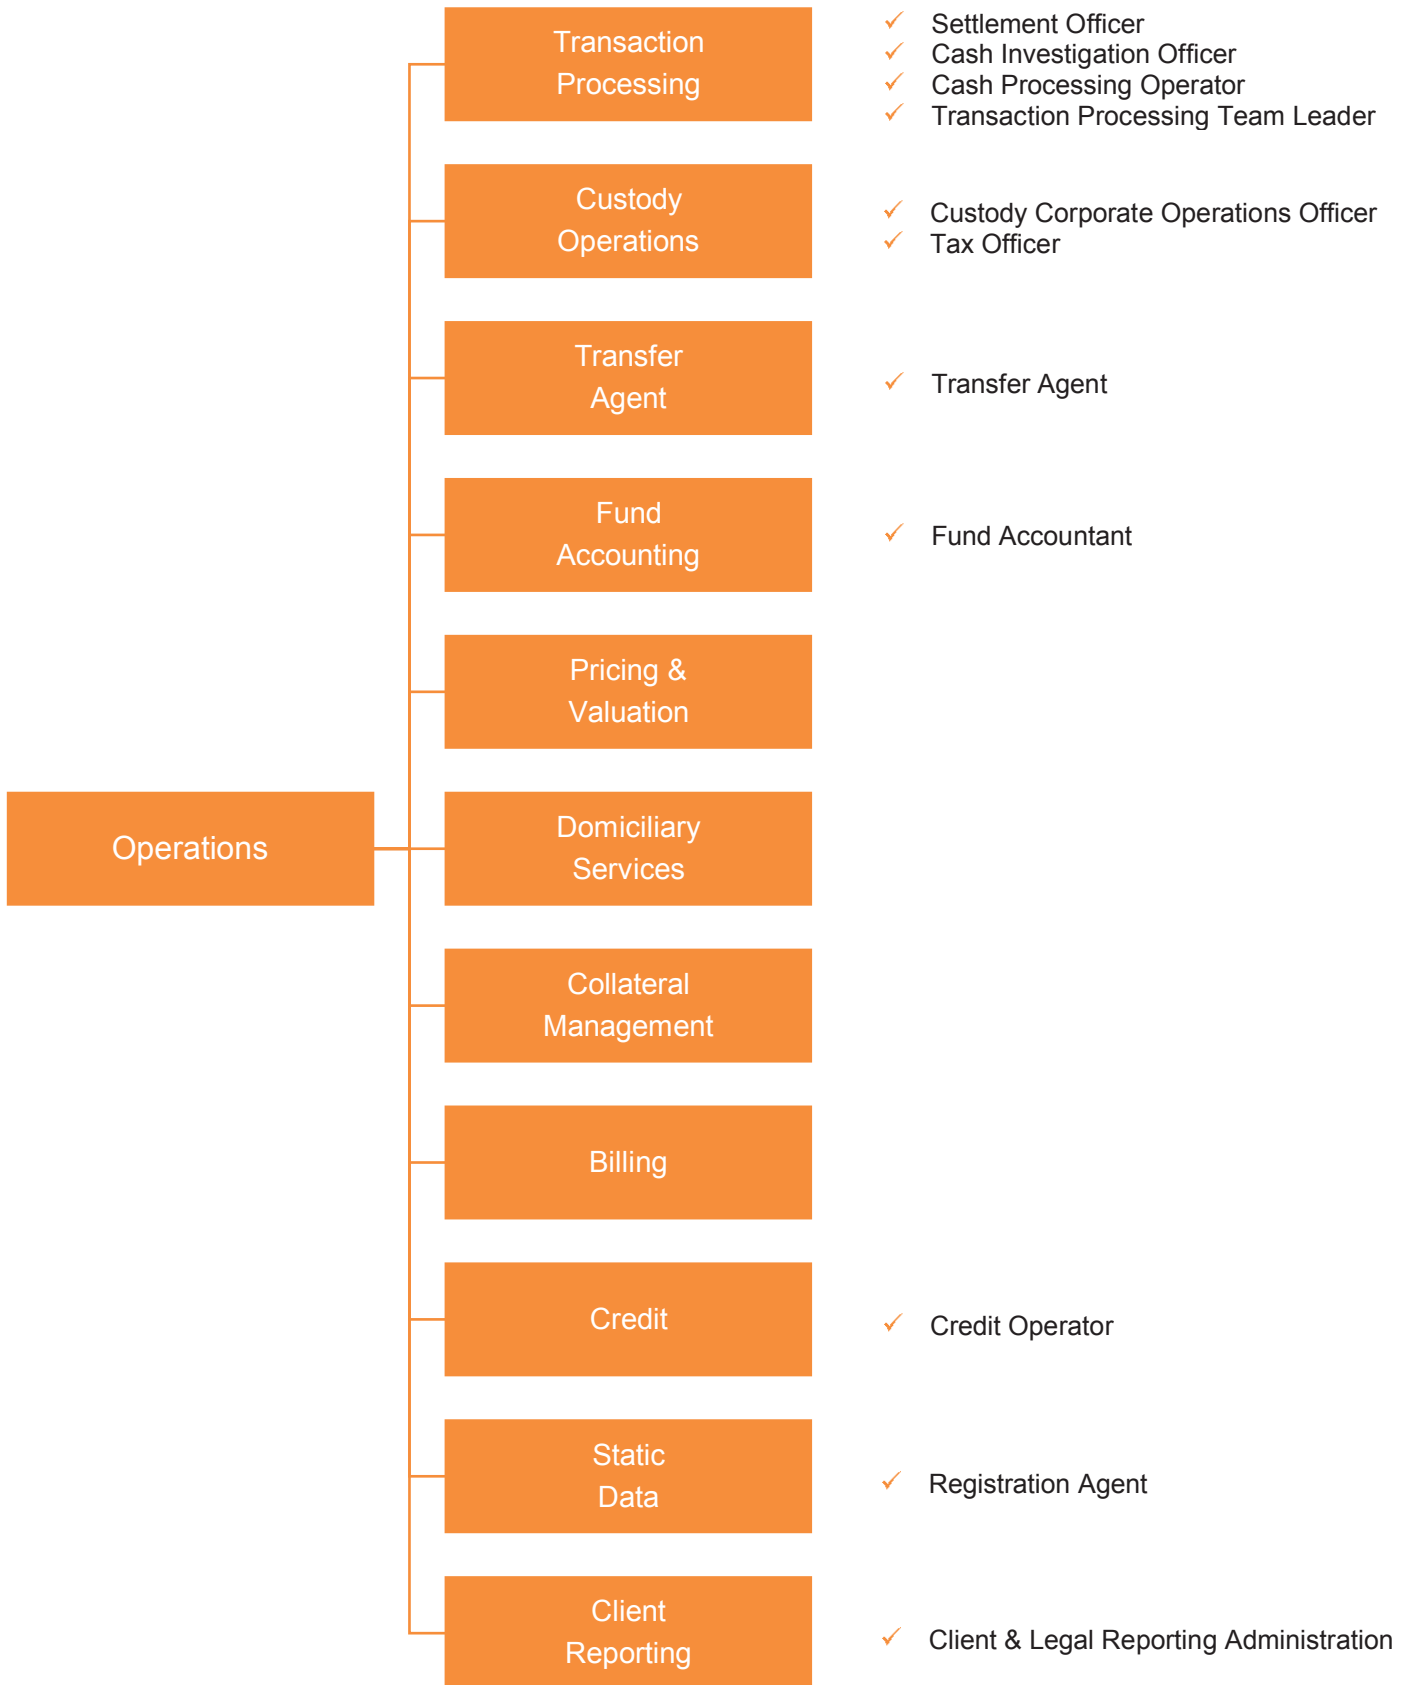 Transaction
Processing
Settlement Officer
Cash Investigation Officer
Cash Processing Operator
Transaction Processing Team Leader
Custody
Operations
Custody Corporate Operations Officer
Tax Officer
Transfer
Agent
Transfer Agent
Fund
Accounting
Fund Accountant
Pricing &
Valuation
Operations
Domiciliary
Services
Collateral
Management
Billing
Credit
Credit Operator
Static
Data
Registration Agent
Client
Reporting
Client & Legal Reporting Administration